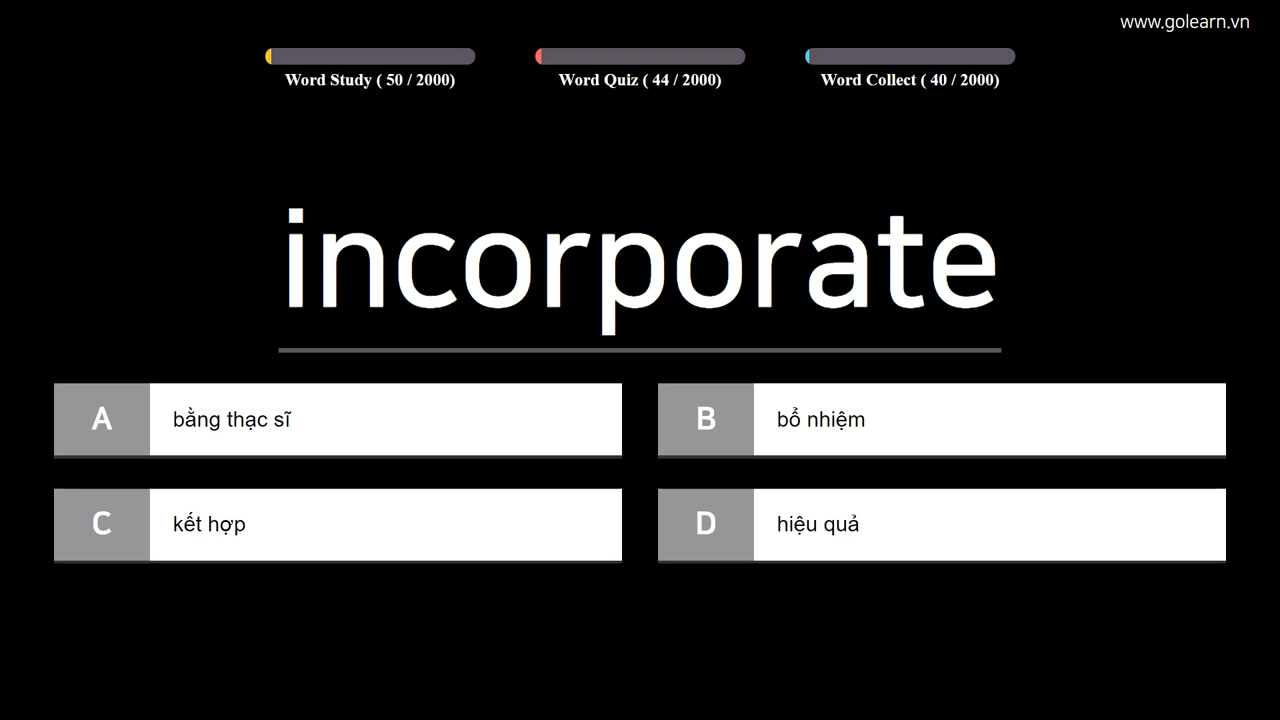 www.golearn.vn
Word Study ( 50 / 2000)
Word Quiz ( 44 / 2000)
Word Collect ( 40 / 2000)
incorporate
A bằng thạc sĩ
B bổ nhiệm
C kết hợp
D hiệu quả